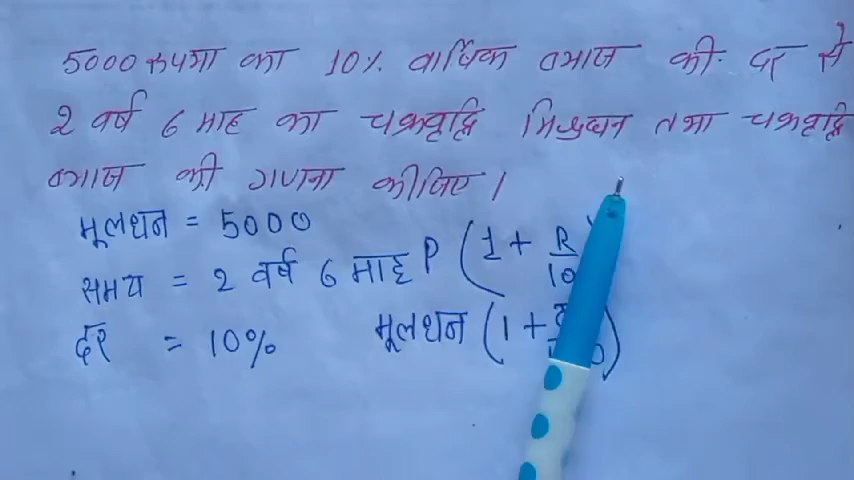 5000 रुपया का 10% वार्षिक ब्याज की दर से
2 वर्ष 6 माह का चक्रवृद्धि मिश्रधन तथा चक्रवृद्धि
ब्याज की गणना कीजिए।
मूलधन = 5000
समय = 2 वर्ष 6 माह P (1 + R/10
दर = 10% मूलधन (1 +